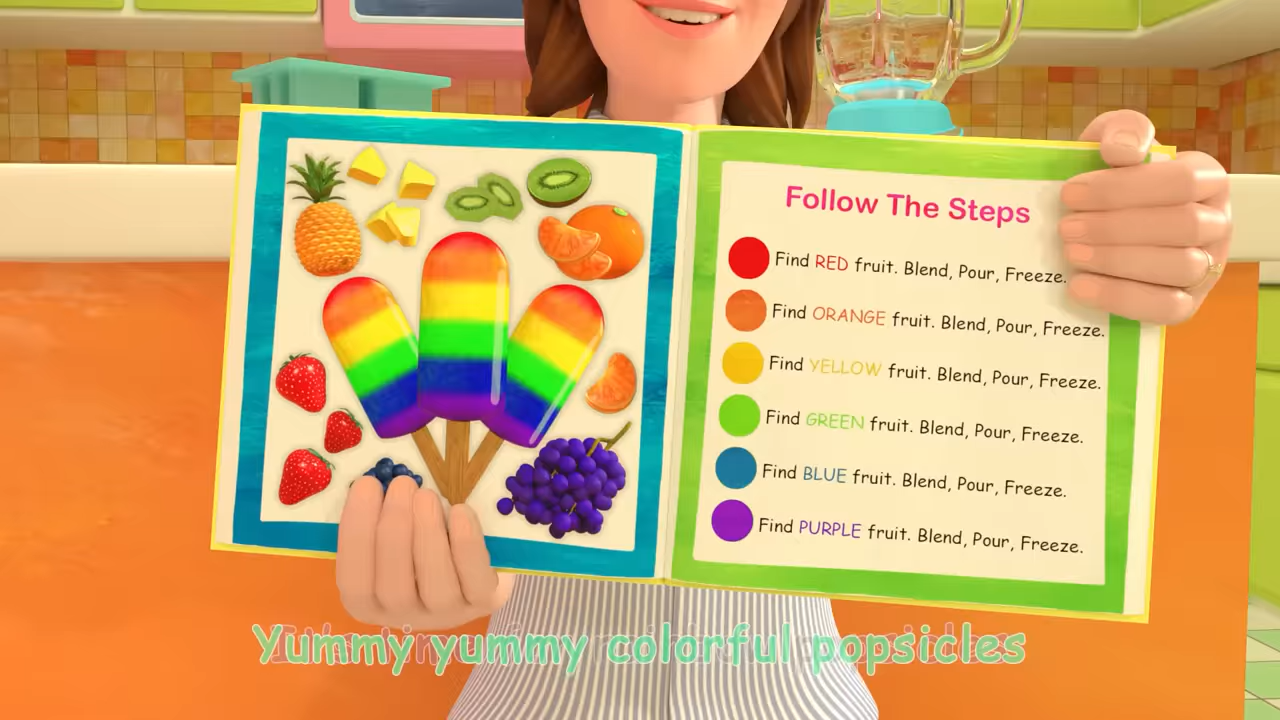 Follow The Steps
Find RED fruit. Blend, Pour, Freeze.
Find ORANGE fruit. Blend, Pour, Freeze.
Find YELLOW fruit. Blend, Pour, Freeze.
Find GREEN fruit. Blend, Pour, Freeze.
Find BLUE fruit. Blend, Pour, Freeze.
Find PURPLE fruit. Blend, Pour, Freeze.
Yummy yummy colorful popsicles